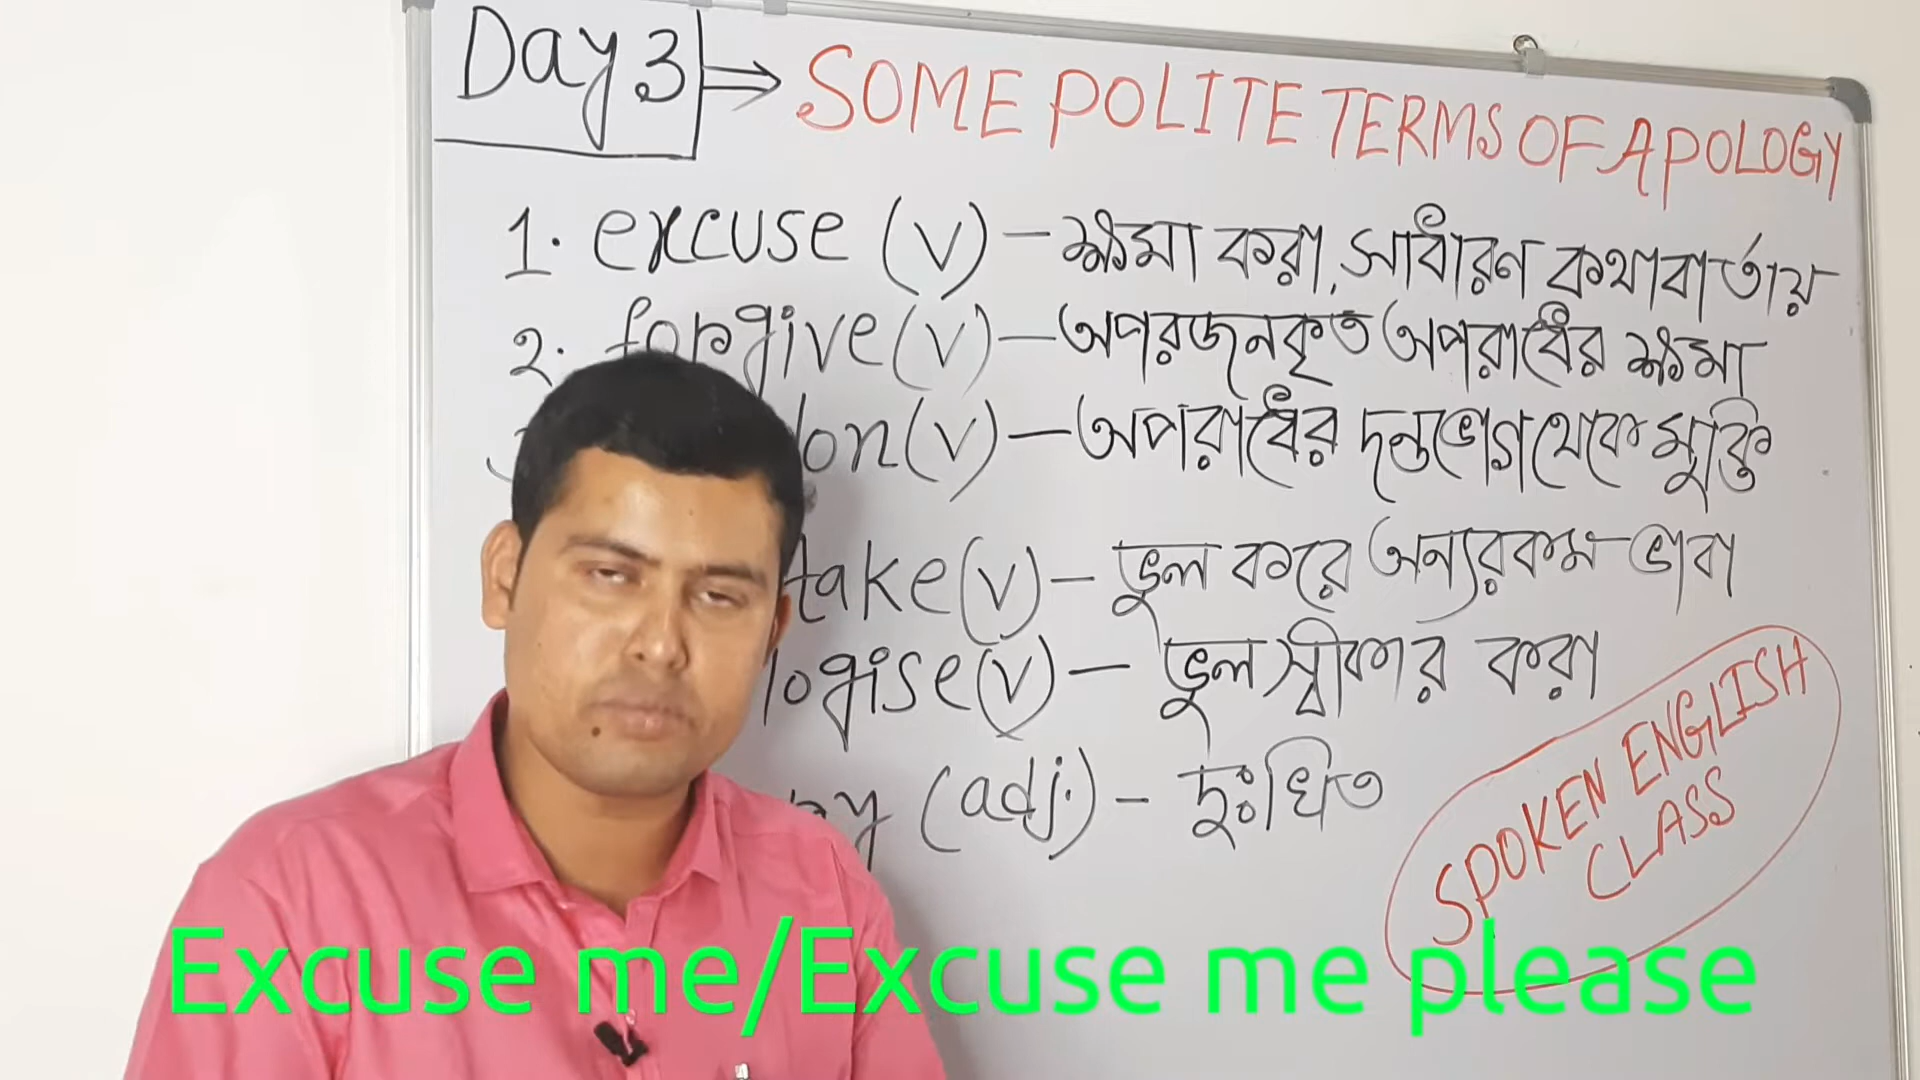 Day 3 ⇒ SOME POLITE TERMS OF APOLOGY
1. excuse (v) – ক্ষমা করা, সাধারণ কথাবার্তায়
2. forgive (v) – অপরজনকৃত অপরাধের ক্ষমা
don (v) – অপরাধের দন্ডভোগ থেকে মুক্তি
take (v) – ভুল করে অন্যরকম ভাবা
logise (v) – ভুল স্বীকার করা
ry (adj.) – দুঃখিত
SPOKEN ENGLISH
CLASS
Excuse me/Excuse me please